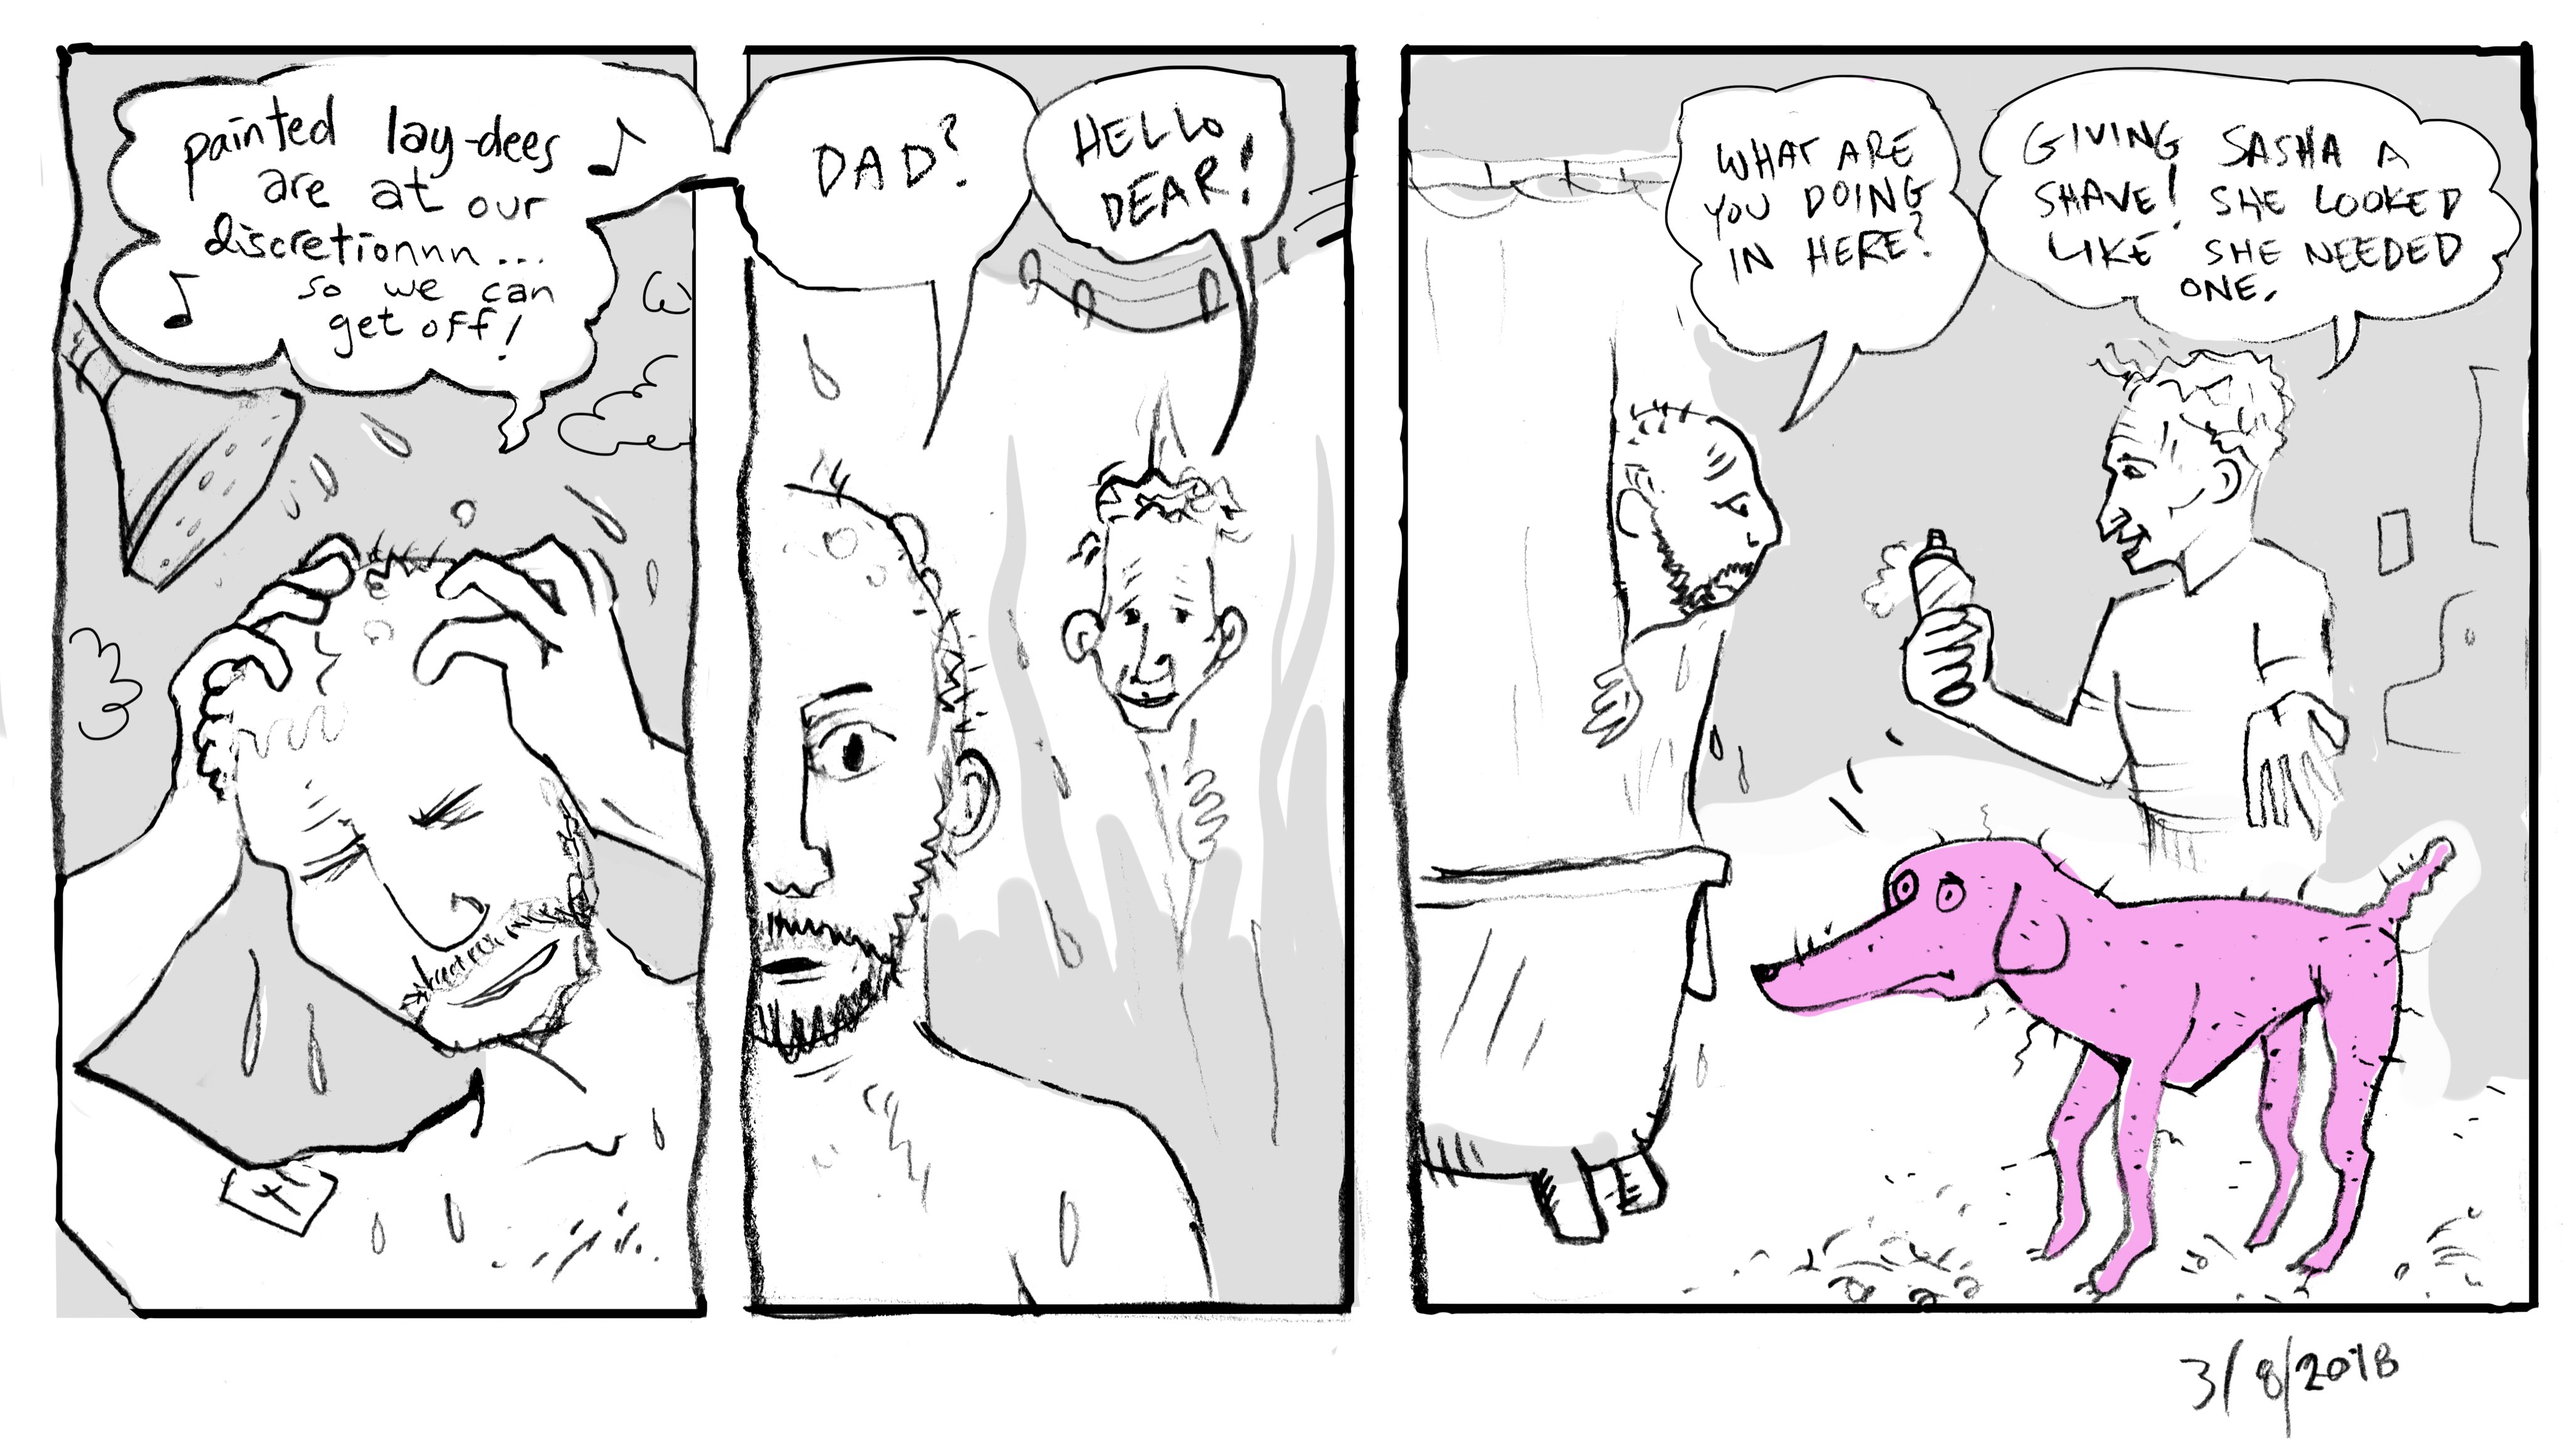 painted lay-dees
are at our
discretionnn...
so we can
get off!
DAD?
HELLO
DEAR!
WHAT ARE
YOU DOING
IN HERE?
GIVING SASHA A
SHAVE! SHE LOOKED
LIKE SHE NEEDED
ONE.
3/8/2018